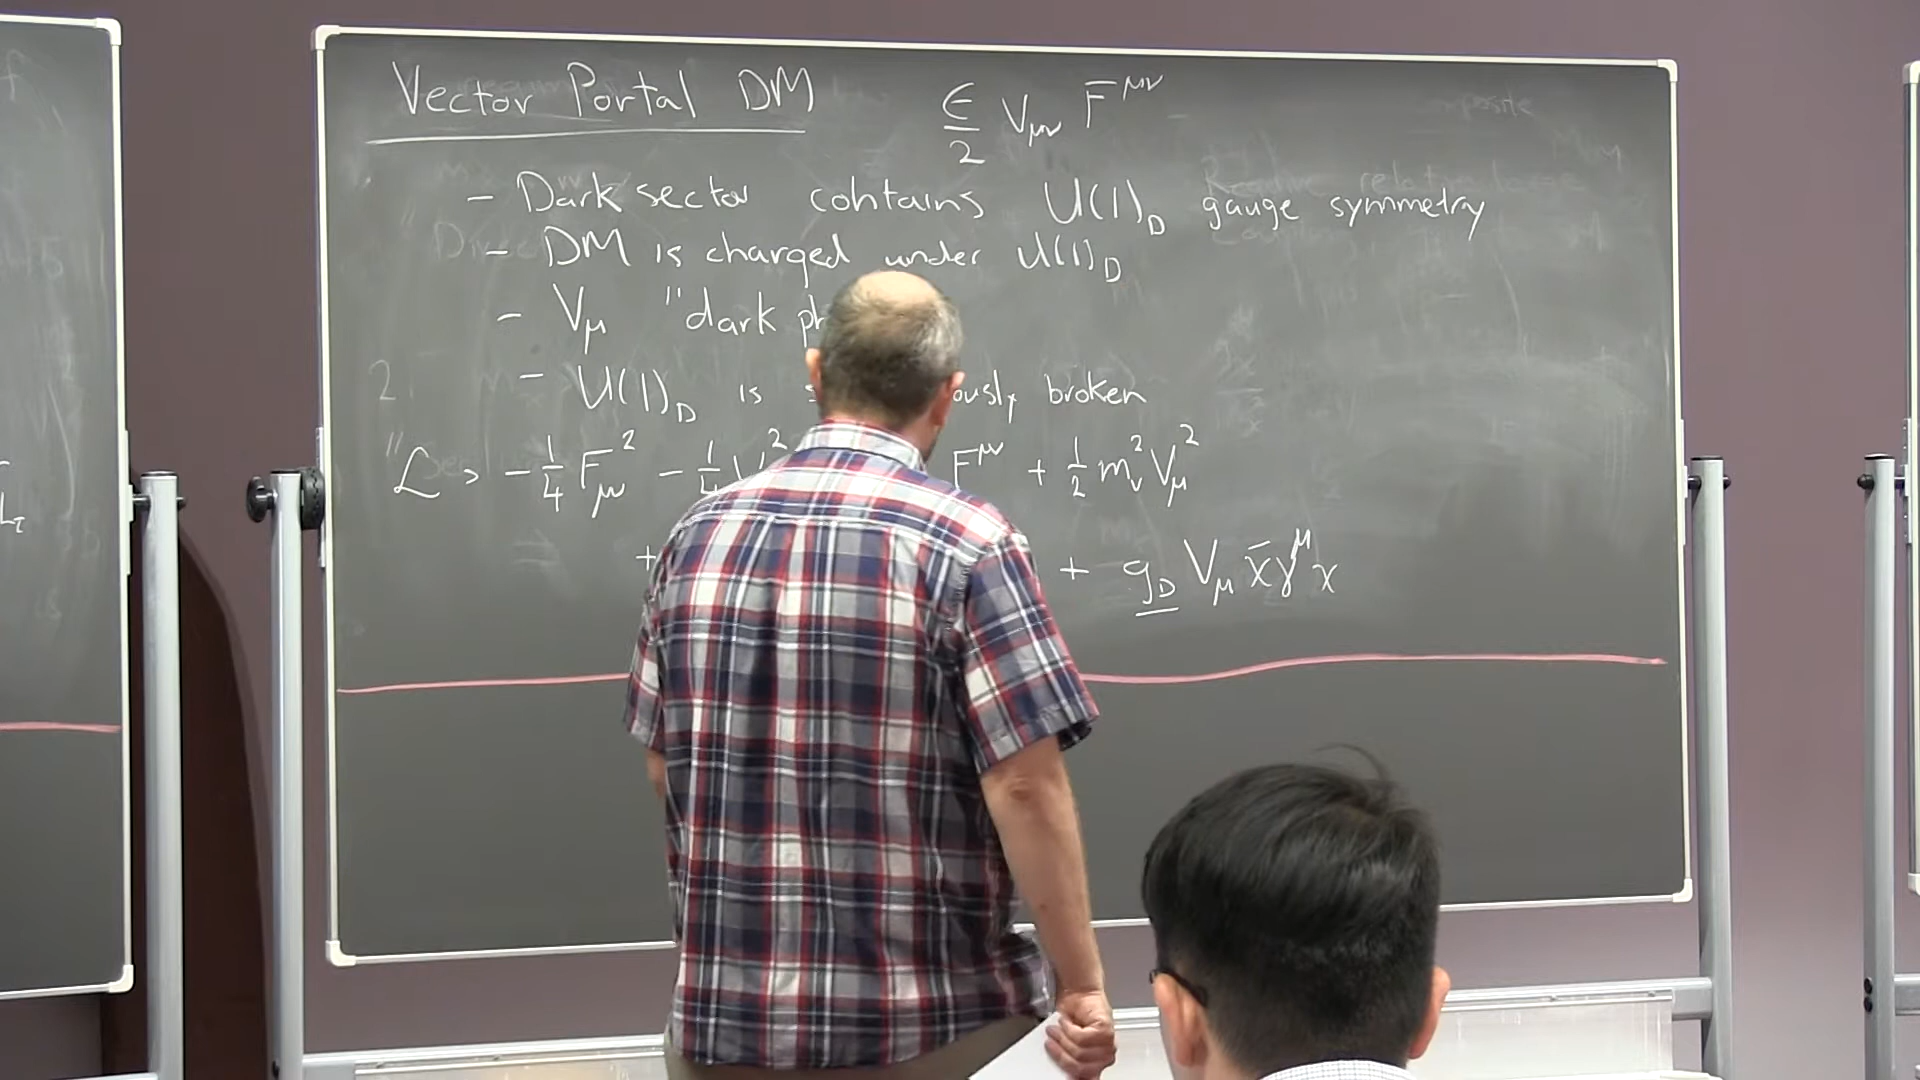 Vector Portal DM ϵ/2 V_μν F^μν
- Dark sector contains U(1)_D gauge symmetry
- DM is charged under U(1)_D
- V_μ "dark
- U(1)_D is broken
ℒ > -1/4 F_μν^2 - 1/4 F^μν + 1/2 m_V^2 V_μ^2
+ + g_D V_μ χ̄γ^μχ